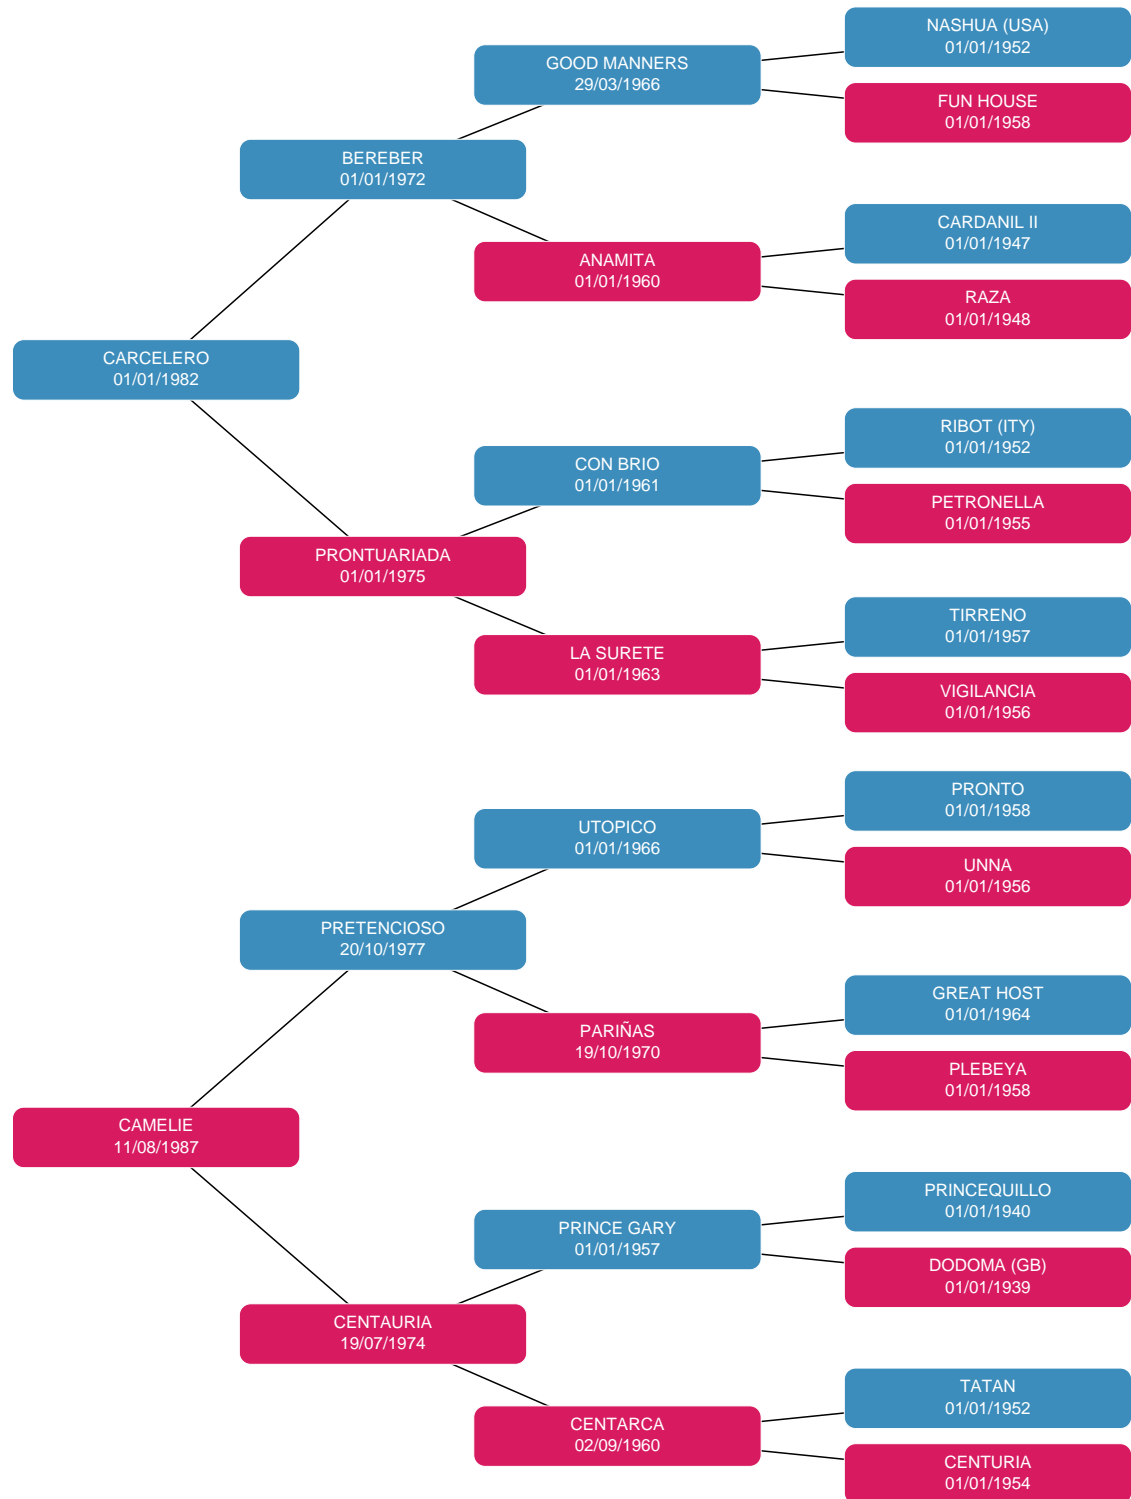 NASHUA (USA)
01/01/1952
GOOD MANNERS
29/03/1966
FUN HOUSE
01/01/1958
BEREBER
01/01/1972
CARDANIL II
01/01/1947
ANAMITA
01/01/1960
RAZA
01/01/1948
CARCELERO
01/01/1982
RIBOT (ITY)
01/01/1952
CON BRIO
01/01/1961
PETRONELLA
01/01/1955
PRONTUARIADA
01/01/1975
TIRRENO
01/01/1957
LA SURETE
01/01/1963
VIGILANCIA
01/01/1956
PRONTO
01/01/1958
UTOPICO
01/01/1966
UNNA
01/01/1956
PRETENCIOSO
20/10/1977
GREAT HOST
01/01/1964
PARIÑAS
19/10/1970
PLEBEYA
01/01/1958
CAMELIE
11/08/1987
PRINCEQUILLO
01/01/1940
PRINCE GARY
01/01/1957
DODOMA (GB)
01/01/1939
CENTAURIA
19/07/1974
TATAN
01/01/1952
CENTARCA
02/09/1960
CENTURIA
01/01/1954